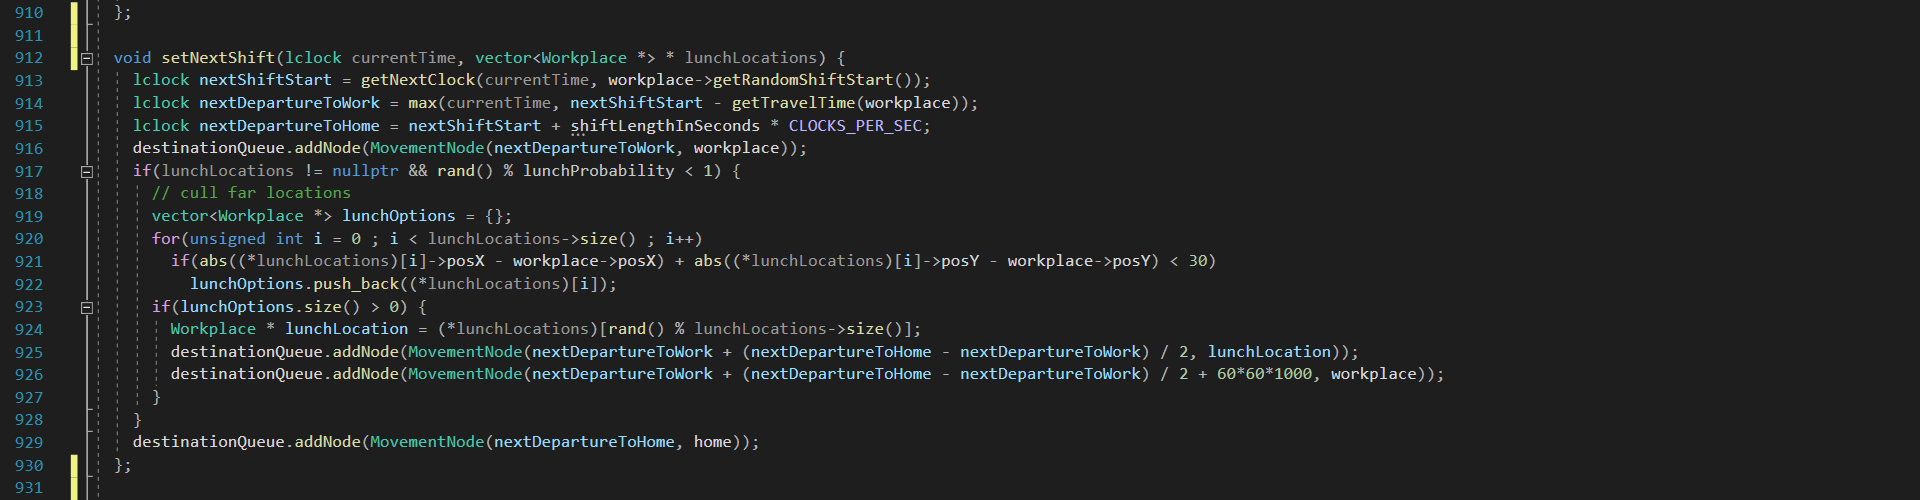 910 };
911
912 void setNextShift(lclock currentTime, vector<Workplace *> * lunchLocations) {
913 lclock nextShiftStart = getNextClock(currentTime, workplace->getRandomShiftStart());
914 lclock nextDepartureToWork = max(currentTime, nextShiftStart - getTravelTime(workplace));
915 lclock nextDepartureToHome = nextShiftStart + shiftLengthInSeconds * CLOCKS_PER_SEC;
916 destinationQueue.addNode(MovementNode(nextDepartureToWork, workplace));
917 if(lunchLocations != nullptr && rand() % lunchProbability < 1) {
918 // cull far locations
919 vector<Workplace *> lunchOptions = {};
920 for(unsigned int i = 0 ; i < lunchLocations->size() ; i++)
921 if(abs((*lunchLocations)[i]->posX - workplace->posX) + abs((*lunchLocations)[i]->posY - workplace->posY) < 30)
922 lunchOptions.push_back((*lunchLocations)[i]);
923 if(lunchOptions.size() > 0) {
924 Workplace * lunchLocation = (*lunchLocations)[rand() % lunchLocations->size()];
925 destinationQueue.addNode(MovementNode(nextDepartureToWork + (nextDepartureToHome - nextDepartureToWork) / 2, lunchLocation));
926 destinationQueue.addNode(MovementNode(nextDepartureToWork + (nextDepartureToHome - nextDepartureToWork) / 2 + 60*60*1000, workplace));
927 }
928 }
929 destinationQueue.addNode(MovementNode(nextDepartureToHome, home));
930 };
931